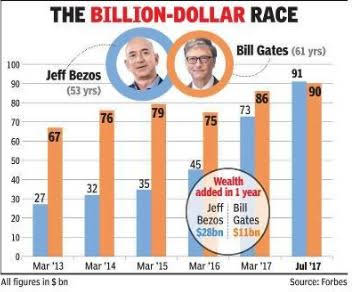 THE BILLION-DOLLAR RACE
Jeff Bezos
(53 yrs)
Bill Gates (61 yrs)
100
90
80
70
60
50
40
30
20
10
0
27
67
32
76
35
79
45
75
73
86
91
90
Wealth
added in 1 year
Jeff Bezos
$28bn
Bill Gates
$11bn
Mar '13
Mar '14
Mar '15
Mar '16
Mar '17
Jul '17
All figures in $ bn
Source: Forbes